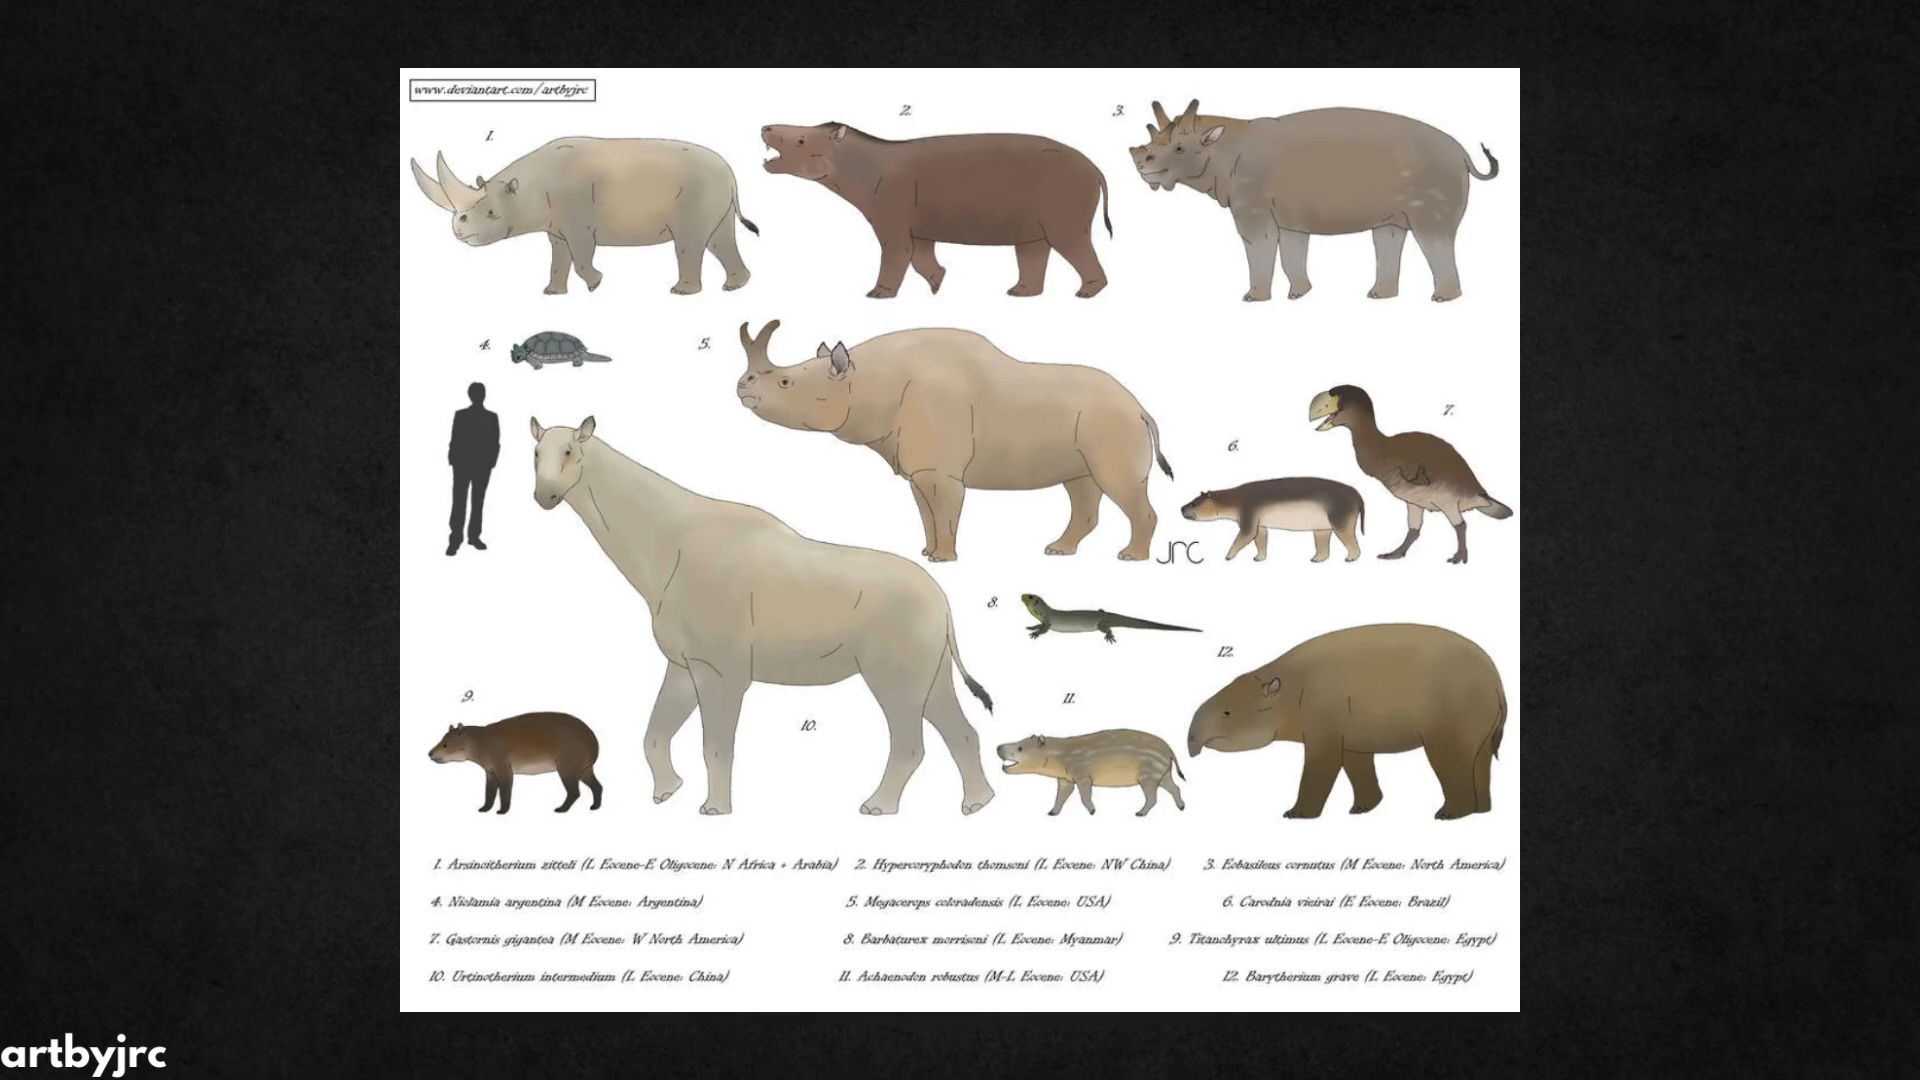 www.deviantart.com/artbyjrc
1.
2.
3.
4.
5.
6.
7.
8.
9.
10.
11.
12.
JrC
1. Arsinoitherium zitteli (L Eocene-E Oligocene: N Africa + Arabia) 2. Hypercoryphodon thomsoni (L Eocene: NW China) 3. Eobasileus cornutus (M Eocene: North America)
4. Niolamia argentina (M Eocene: Argentina) 5. Megacerops coloradensis (L Eocene: USA) 6. Carodnia vieirai (E Eocene: Brazil)
7. Gastornis gigantea (M Eocene: W North America) 8. Barbaturex morrisoni (L Eocene: Myanmar) 9. Titanohyrax ultimus (L Eocene-E Oligocene: Egypt)
10. Urtinotherium intermedium (L Eocene: China) 11. Achaenodon robustus (M-L Eocene: USA) 12. Barytherium grave (L Eocene: Egypt)
artbyjrc